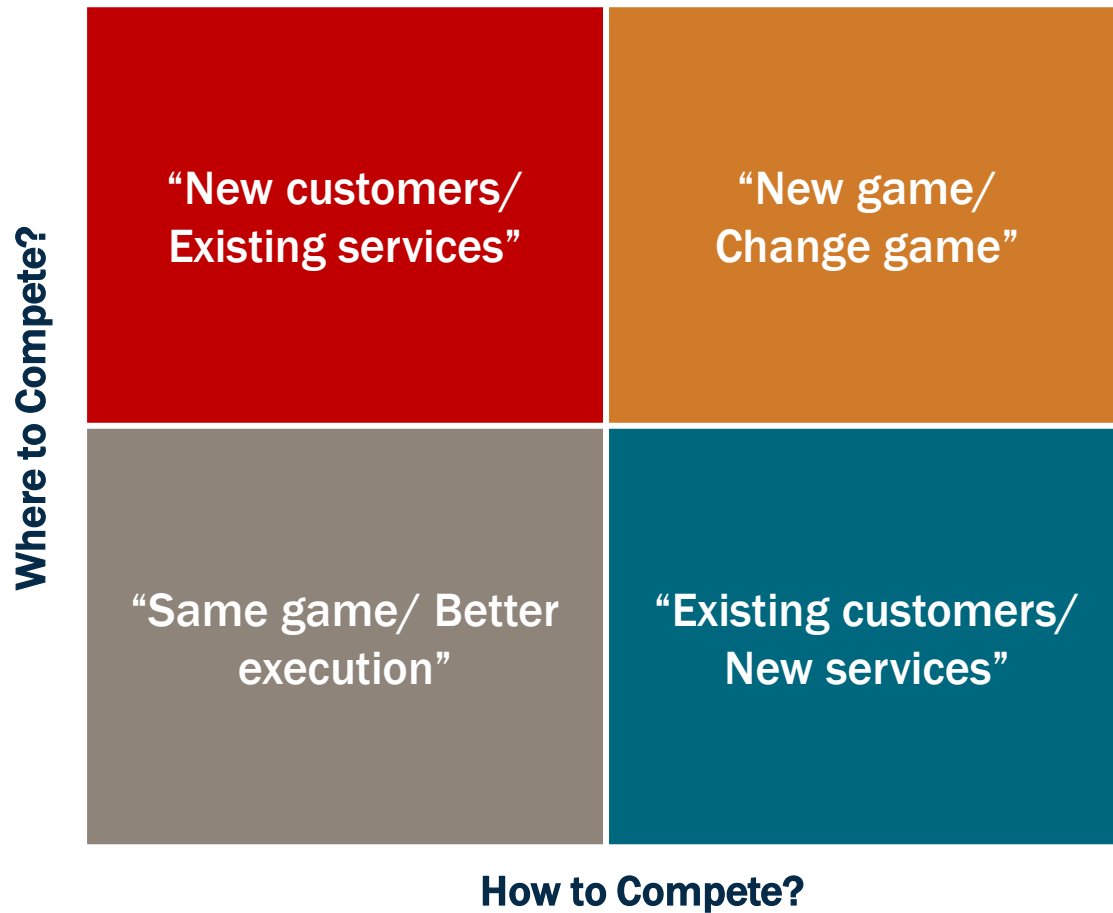 Where to Compete?
“New customers/
Existing services”
“New game/
Change game”
“Same game/ Better
execution”
“Existing customers/
New services”
How to Compete?